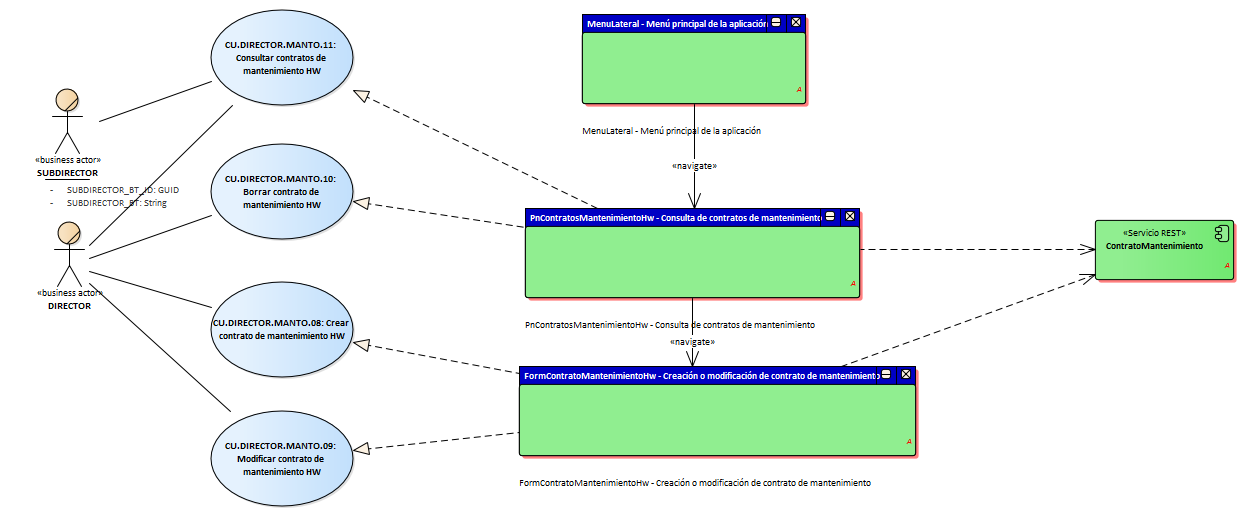 CU.DIRECTOR.MANTO.11:
Consultar contratos de
mantenimiento HW
MenuLateral - Menú principal de la aplicación
A
MenuLateral - Menú principal de la aplicación
«business actor»
SUBDIRECTOR
- SUBDIRECTOR_BT_ID: GUID
- SUBDIRECTOR_BT: String
CU.DIRECTOR.MANTO.10:
Borrar contrato de
mantenimiento HW
«navigate»
PnContratosMantenimientoHw - Consulta de contratos de mantenimiento
A
PnContratosMantenimientoHw - Consulta de contratos de mantenimiento
«Servicio REST»
ContratoMantenimiento
A
«business actor»
DIRECTOR
CU.DIRECTOR.MANTO.08: Crear
contrato de mantenimiento HW
«navigate»
FormContratoMantenimientoHw - Creación o modificación de contrato de mantenimiento
A
FormContratoMantenimientoHw - Creación o modificación de contrato de mantenimiento
CU.DIRECTOR.MANTO.09:
Modificar contrato de
mantenimiento HW